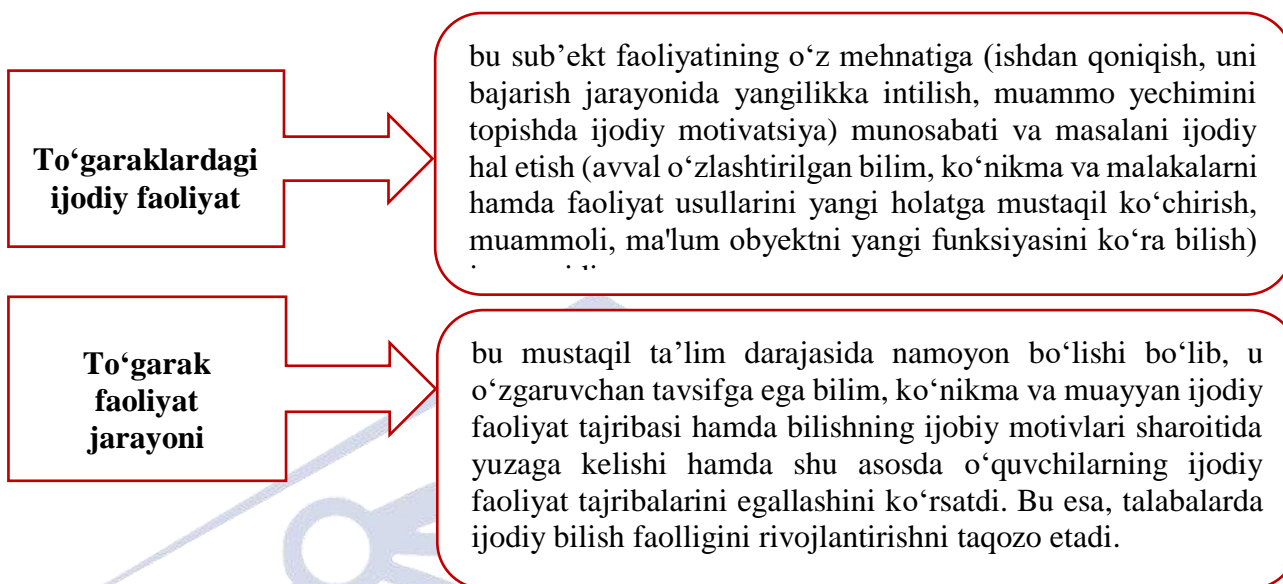 To‘garaklardagi
ijodiy faoliyat
bu sub’ekt faoliyatining o‘z mehnatiga (ishdan qoniqish, uni
bajarish jarayonida yangilikka intilish, muammo yechimini
topishda ijodiy motivatsiya) munosabati va masalani ijodiy
hal etish (avval o‘zlashtirilgan bilim, ko‘nikma va malakalarni
hamda faoliyat usullarini yangi holatga mustaqil ko‘chirish,
muammoli, ma'lum obyektni yangi funksiyasini ko‘ra bilish)
To‘garak
faoliyat
jarayoni
bu mustaqil ta’lim darajasida namoyon bo‘lishi bo‘lib, u
o‘zgaruvchan tavsifga ega bilim, ko‘nikma va muayyan ijodiy
faoliyat tajribasi hamda bilishning ijobiy motivlari sharoitida
yuzaga kelishi hamda shu asosda o‘quvchilarning ijodiy
faoliyat tajribalarini egallashini ko‘rsatdi. Bu esa, talabalarda
ijodiy bilish faolligini rivojlantirishni taqozo etadi.